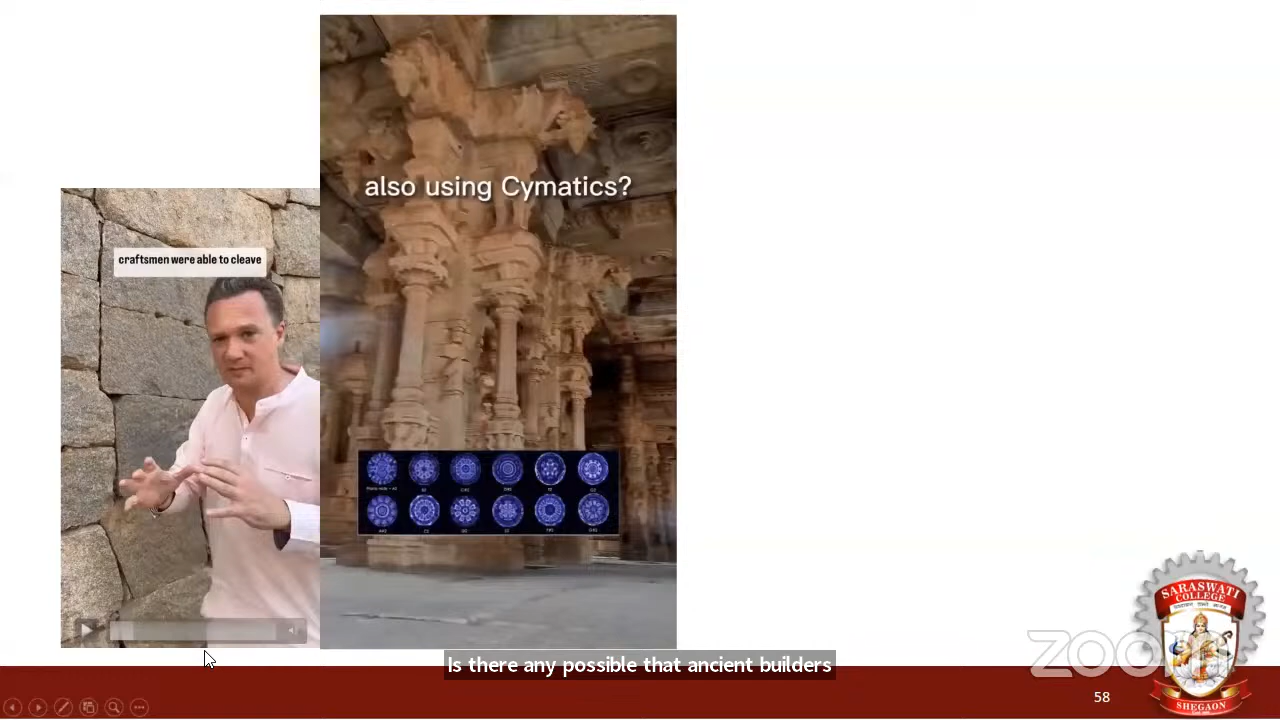 also using Cymatics?
craftsmen were able to cleave
Is there any possible that ancient builders
zoom
58
SARASWATI
COLLEGE
SHEGAON